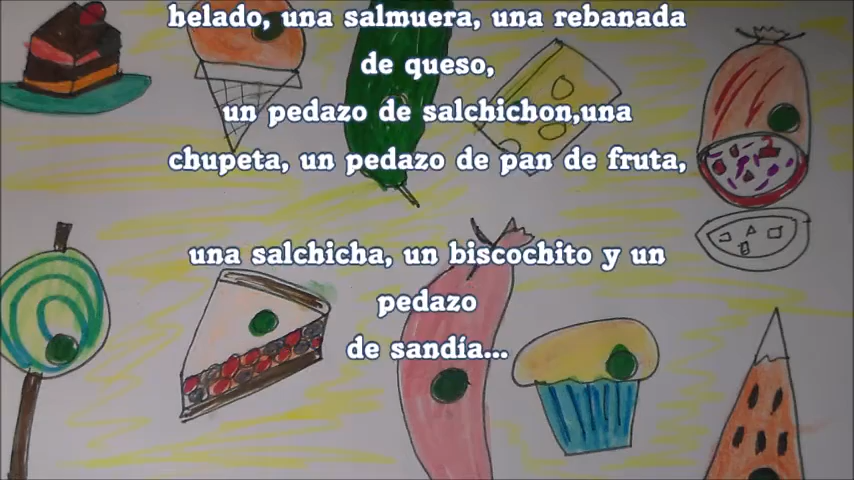 helado, una salmuera, una rebanada
de queso,
un pedazo de salchichon,una
chupeta, un pedazo de pan de fruta,
una salchicha, un biscochito y un
pedazo
de sandía...